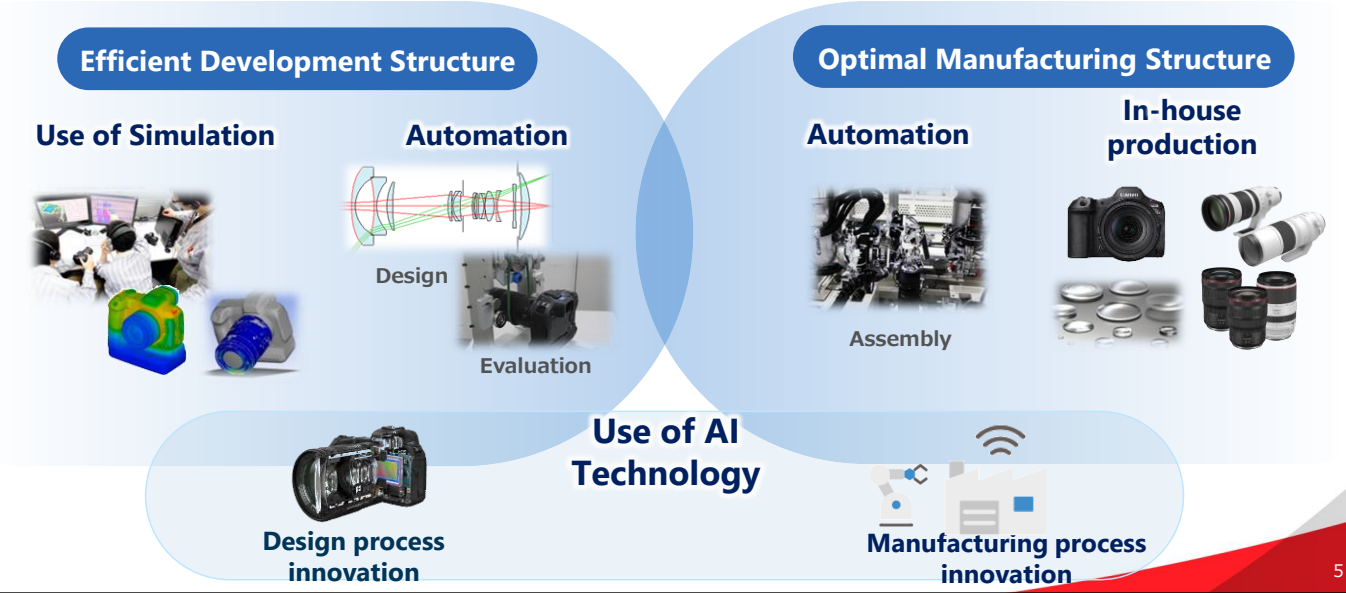 Efficient Development Structure
Optimal Manufacturing Structure
Use of Simulation
Automation
Design
Evaluation
Automation
Assembly
In-house
production
Use of AI
Technology
Design process
innovation
Manufacturing process
innovation
5